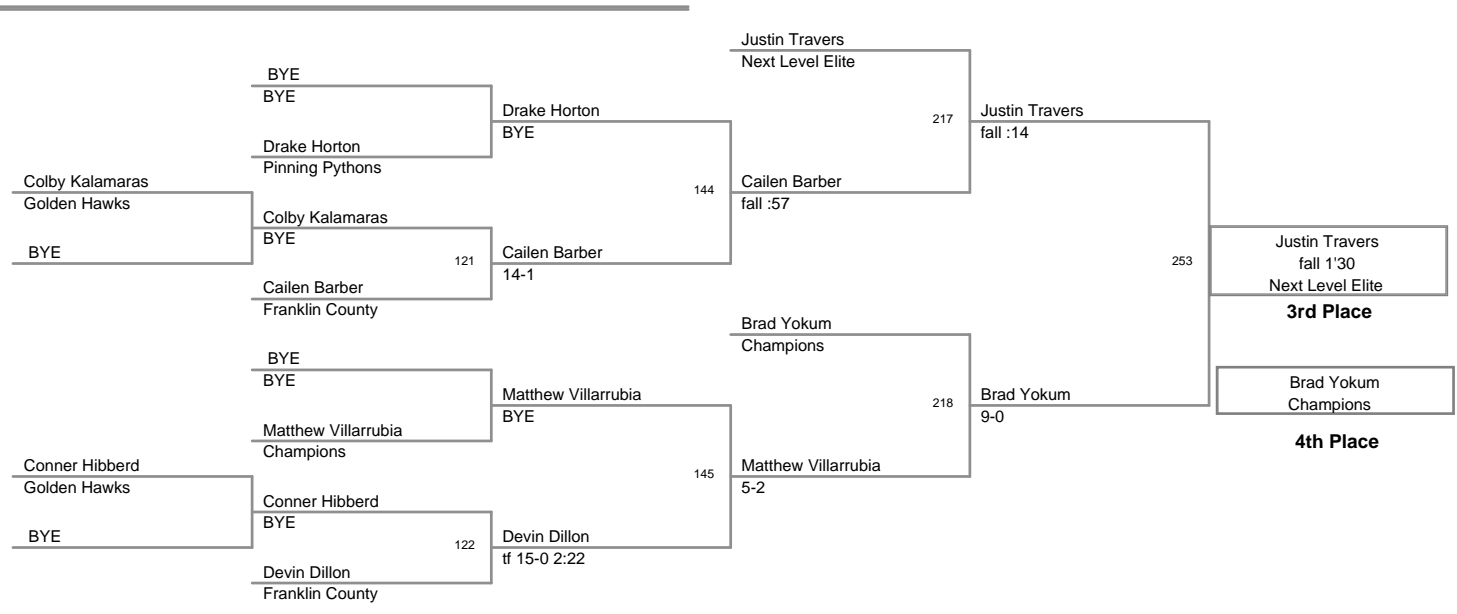 Justin Travers
Next Level Elite
BYE
BYE
Drake Horton
BYE
217
Justin Travers
fall :14
Drake Horton
Pinning Pythons
Colby Kalamaras
Golden Hawks
144
Cailen Barber
fall :57
Colby Kalamaras
BYE
BYE
121
Cailen Barber
14-1
253
Justin Travers
fall 1'30
Next Level Elite
3rd Place
Cailen Barber
Franklin County
Brad Yokum
Champions
BYE
BYE
Matthew Villarrubia
BYE
218
Brad Yokum
9-0
Brad Yokum
Champions
4th Place
Matthew Villarrubia
Champions
Conner Hibberd
Golden Hawks
145
Matthew Villarrubia
5-2
Conner Hibberd
BYE
BYE
122
Devin Dillon
tf 15-0 2:22
Devin Dillon
Franklin County